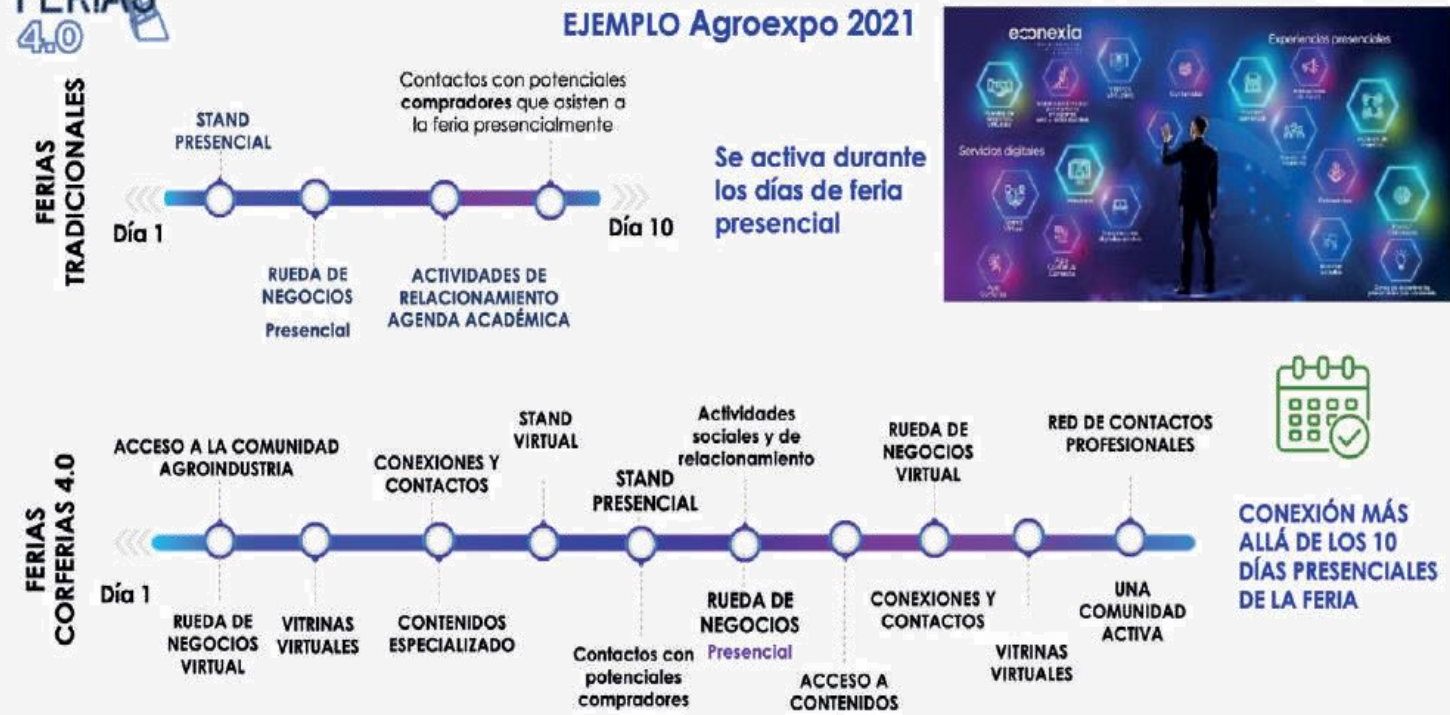 FERIAS
4.0
EJEMPLO Agroexpo 2021
FERIAS
TRADICIONALES
STAND
PRESENCIAL
Contactos con potenciales
compradores que asisten a
la feria presencialmente
Día 1
Día 10
RUEDA DE
NEGOCIOS
Presencial
ACTIVIDADES DE
RELACIONAMIENTO
AGENDA ACADÉMICA
Se activa durante
los días de feria
presencial
econexia
Experiencias presenciales
Servicios digitales
FERIAS
CORFERIAS 4.0
ACCESO A LA COMUNIDAD
AGROINDUSTRIA
CONEXIONES Y
CONTACTOS
STAND
VIRTUAL
STAND
PRESENCIAL
Actividades
sociales y de
relacionamiento
RUEDA DE
NEGOCIOS
VIRTUAL
RED DE CONTACTOS
PROFESIONALES
Día 1
RUEDA DE
NEGOCIOS
VIRTUAL
VITRINAS
VIRTUALES
CONTENIDOS
ESPECIALIZADO
Contactos con
potenciales
compradores
RUEDA DE
NEGOCIOS
Presencial
ACCESO A
CONTENIDOS
CONEXIONES Y
CONTACTOS
VITRINAS
VIRTUALES
UNA
COMUNIDAD
ACTIVA
CONEXIÓN MÁS
ALLÁ DE LOS 10
DÍAS PRESENCIALES
DE LA FERIA